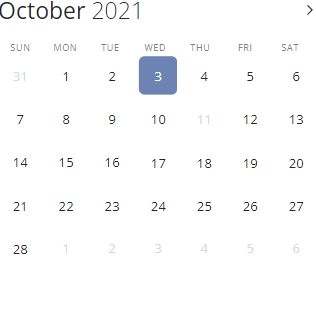 October 2021
SUN MON TUE WED THU FRI SAT
31 1 2 3 4 5 6
7 8 9 10 11 12 13
14 15 16 17 18 19 20
21 22 23 24 25 26 27
28 1 2 3 4 5 6